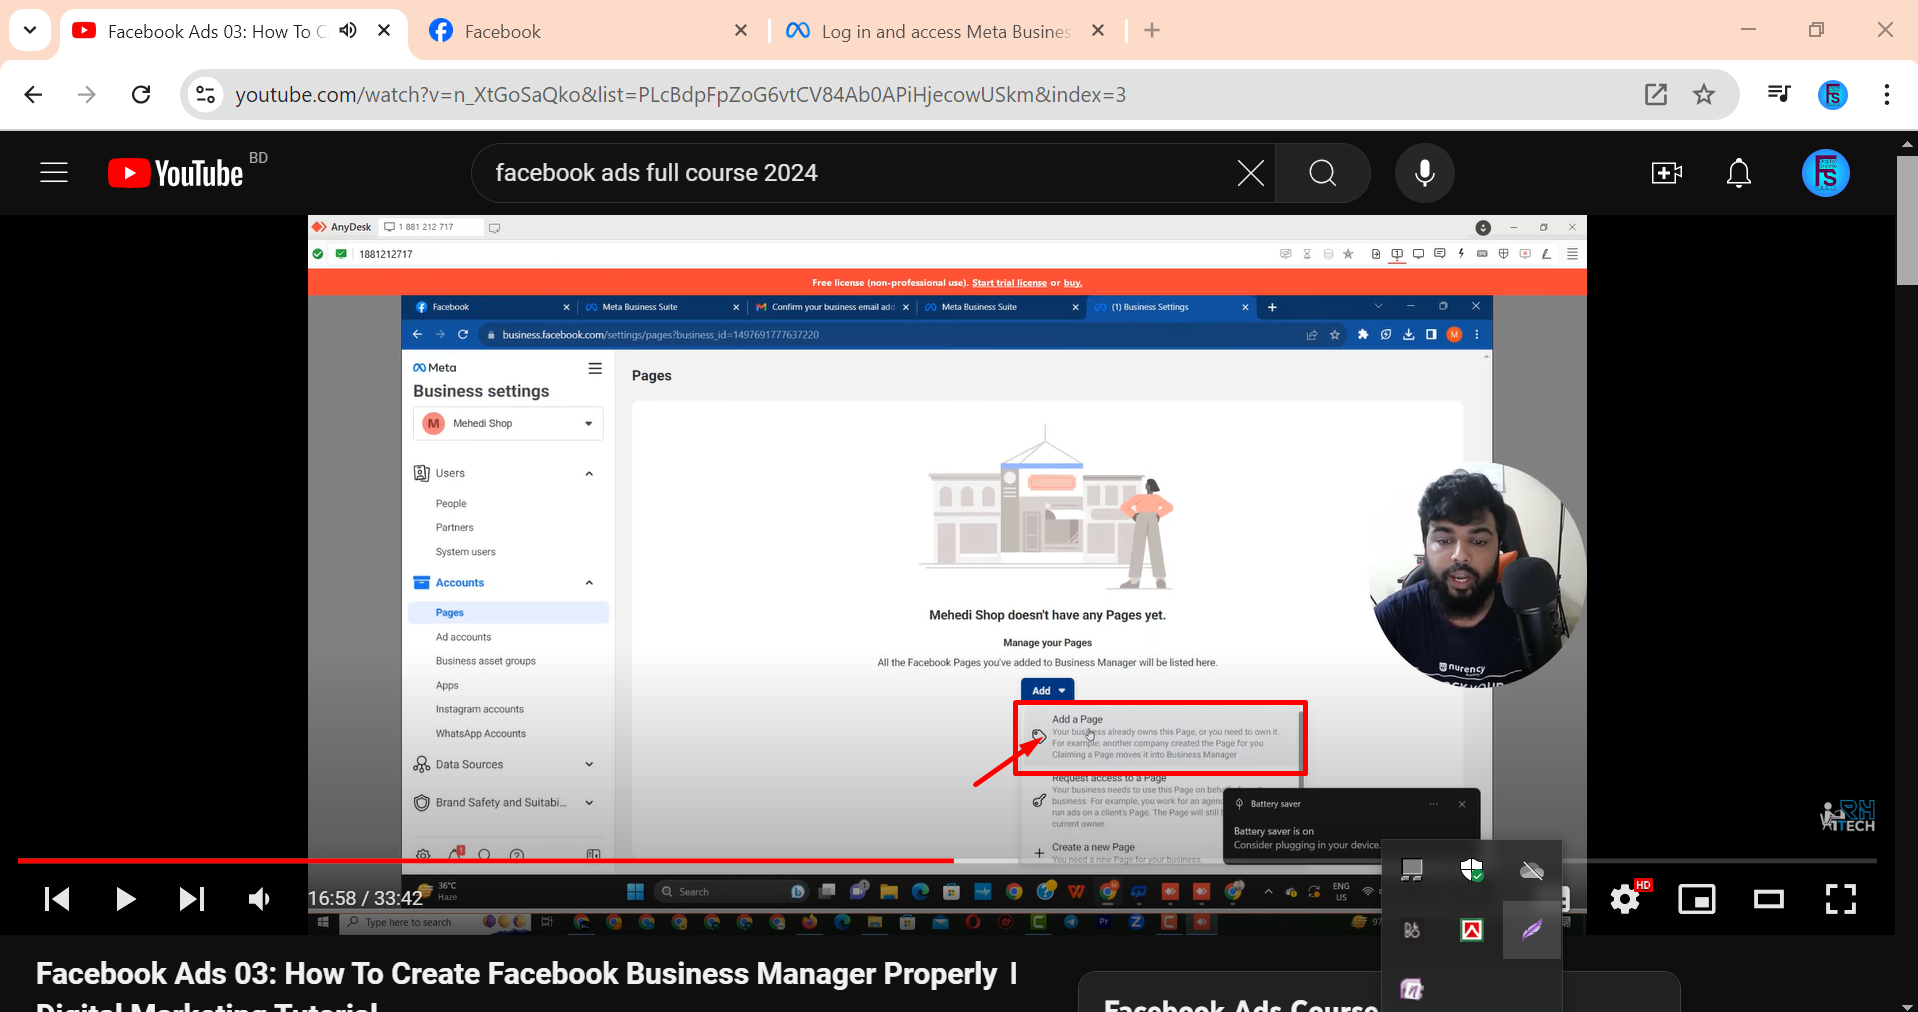 Facebook Ads 03: How To C
Facebook
Log in and access Meta Busines
youtube.com/watch?v=n_XtGoSaQko&list=PLcBdpFpZoG6vtCV84Ab0APiHjecowUSkm&index=3
YouTube BD
facebook ads full course 2024
AnyDesk
1 881 212 717
1881212717
Free license (non-professional use). Start trial license or buy.
Facebook
Meta Business Suite
Confirm your business email add
Meta Business Suite
(1) Business Settings
business.facebook.com/settings/pages?business_id=1497691777637220
Meta
Business settings
M Mehedi Shop
Users
People
Partners
System users
Accounts
Pages
Ad accounts
Business asset groups
Apps
Instagram accounts
WhatsApp Accounts
Data Sources
Brand Safety and Suitabi...
Pages
Mehedi Shop doesn't have any Pages yet.
Manage your Pages
All the Facebook Pages you've added to Business Manager will be listed here.
Add
Add a Page
Your business already owns this Page, or you need to own it.
For example, another company created the Page for you.
Claiming a Page moves it into Business Manager
Request access to a Page
Your business needs to use this Page on behalf
business. For example, you work for an agen
run ads on a client's Page. The Page will still
current owner.
Create a new Page
You need a new Page for your business.
Battery saver
Battery saver is on
Consider plugging in your device.
nurency
RH
TECH
16:58 / 33:42
36°C
Haze
Search
ENG
US
HD
Type here to search
Facebook Ads 03: How To Create Facebook Business Manager Properly |
Digital Marketing Tutorial
Facebook Ads Course